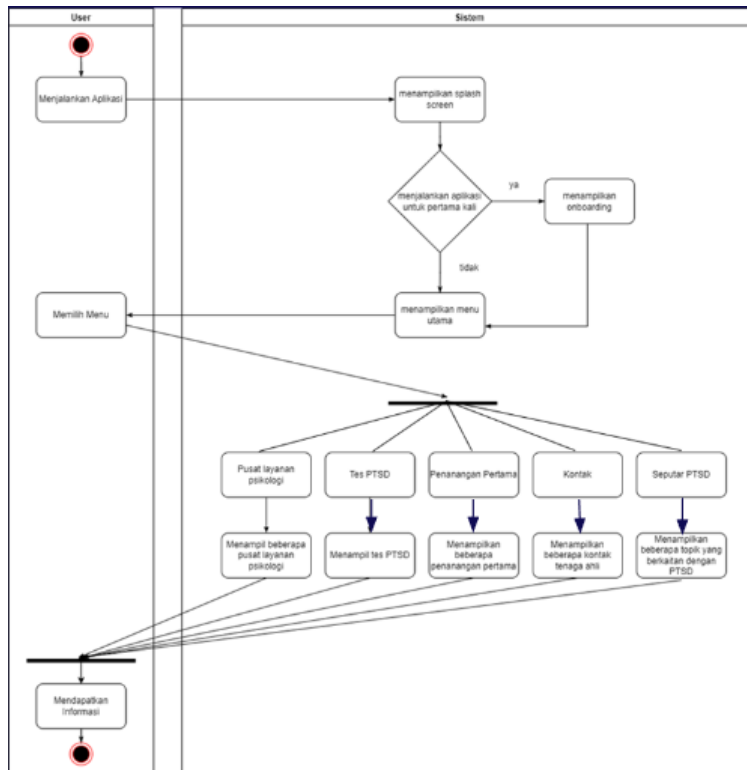 User
Sistem
Menjalankan Aplikasi
menampilkan splash
screen
menjalankan aplikasi
untuk pertama kali
ya
menampilkan
onboarding
tidak
Memilih Menu
menampilkan menu
utama
Pusat layanan
psikologi
Tes PTSD
Penanangan Pertama
Kontak
Seputar PTSD
Menampil beberapa
pusat layanan
psikologi
Menampil tes PTSD
Menampilkan
beberapa
penanangan pertama
Menampilkan
beberapa kontak
tenaga ahli
Menampilkan
beberapa topik yang
berkaitan dengan
PTSD
Mendapatkan
Informasi